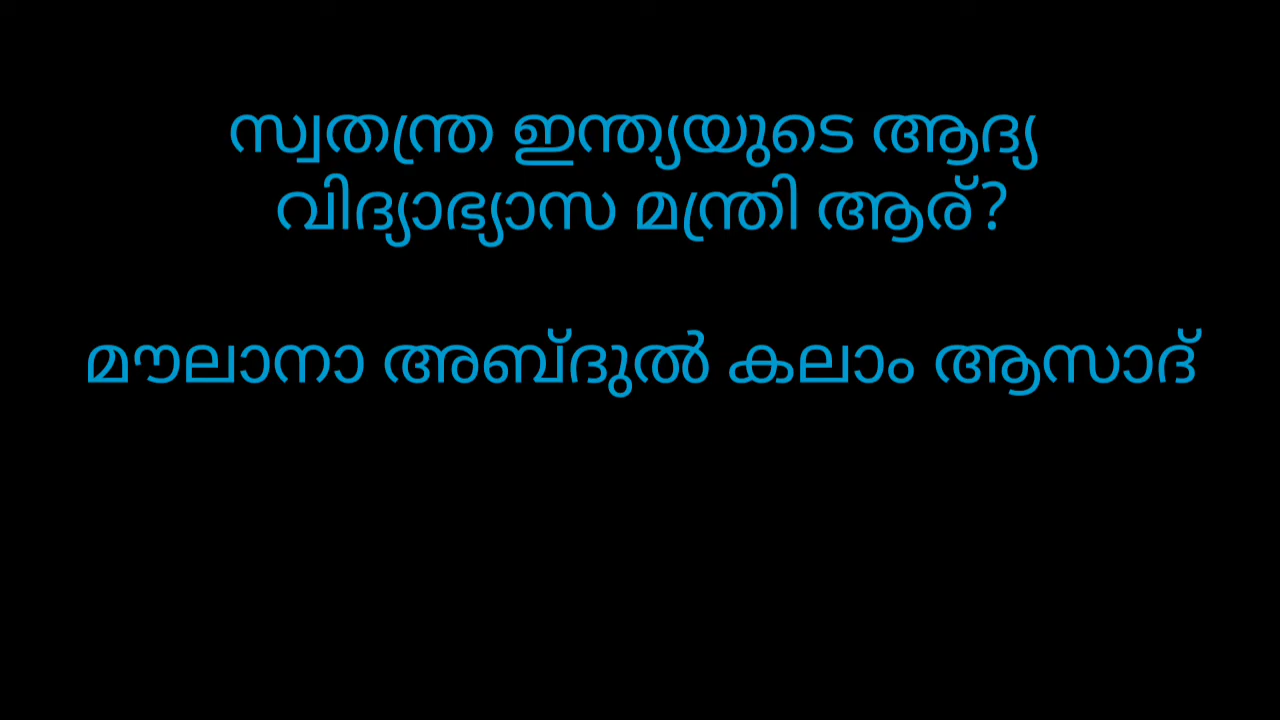 സ്വതന്ത്ര ഇന്ത്യയുടെ ആദ്യ
വിദ്യാഭ്യാസ മന്ത്രി ആര്?
മൗലാനാ അബ്ദുൽ കലാം ആസാദ്